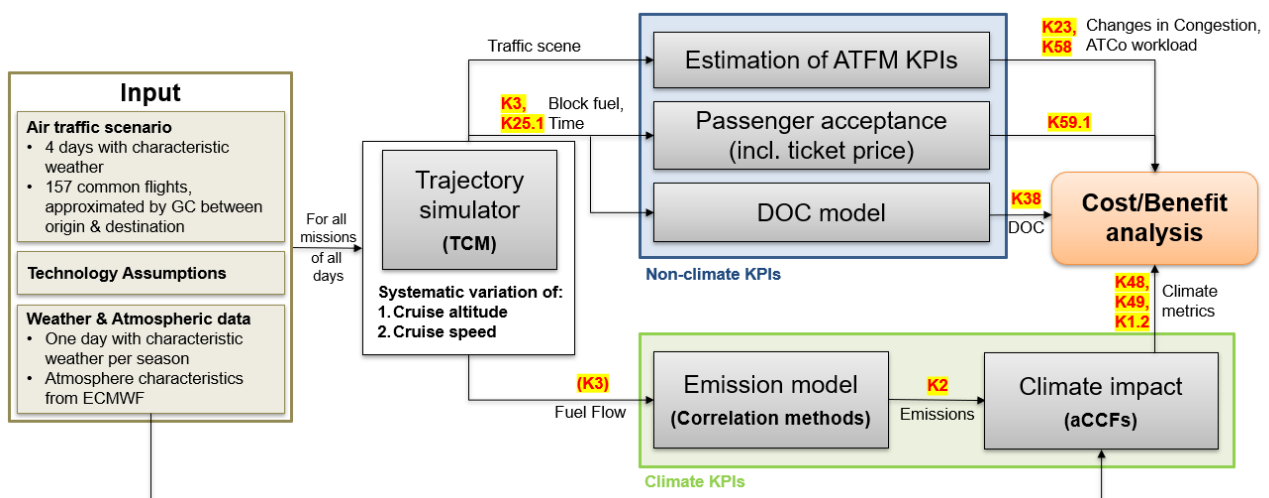 Input
Air traffic scenario
• 4 days with characteristic
weather
• 157 common flights,
approximated by GC between
origin & destination
Technology Assumptions
Weather & Atmospheric data
• One day with characteristic
weather per season
• Atmosphere characteristics
from ECMWF
For all
missions
of all
days
Trajectory
simulator
(TCM)
Systematic variation of:
1. Cruise altitude
2. Cruise speed
Traffic scene
K3,
K25.1
Block fuel,
Time
Estimation of ATFM KPIs
Passenger acceptance
(incl. ticket price)
DOC model
Non-climate KPIs
K23,
K58
Changes in Congestion,
ATCo workload
K59.1
K38
DOC
Cost/Benefit
analysis
K48,
K49,
K1.2
Climate
metrics
(K3)
Fuel Flow
Emission model
(Correlation methods)
K2
Emissions
Climate impact
(aCCFs)
Climate KPIs